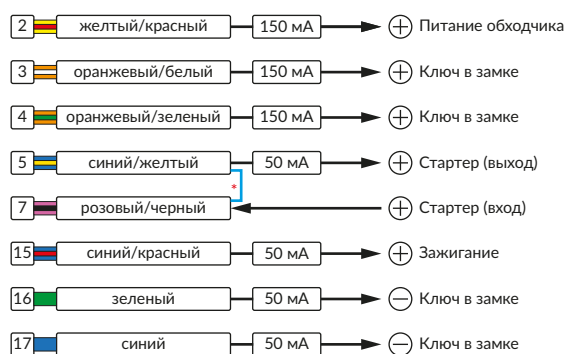 2 желтый/красный 150 мА + Питание обходчика
3 оранжевый/белый 150 мА + Ключ в замке
4 оранжевый/зеленый 150 мА + Ключ в замке
5 синий/желтый 50 мА + Стартер (выход)
*
7 розовый/черный + Стартер (вход)
15 синий/красный 50 мА + Зажигание
16 зеленый 50 мА − Ключ в замке
17 синий 50 мА − Ключ в замке